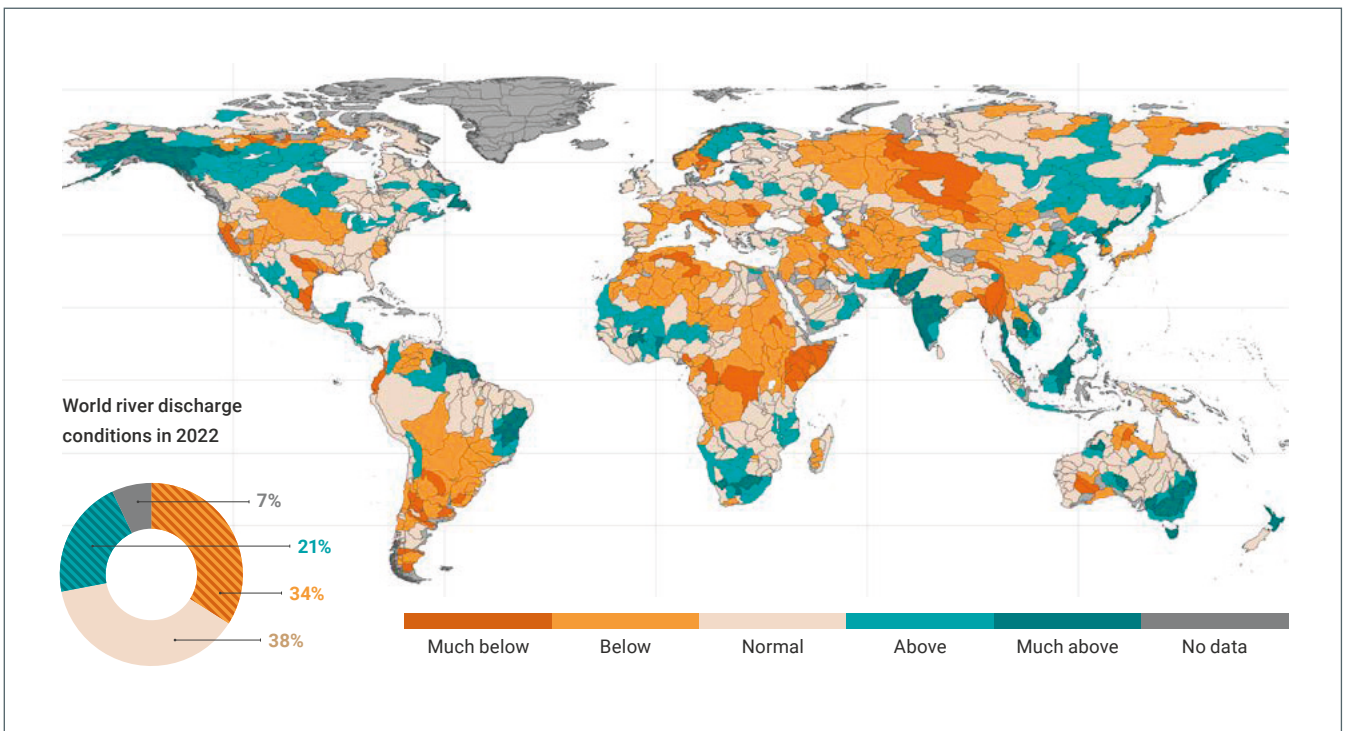 World river discharge
conditions in 2022
7%
21%
34%
38%
Much below
Below
Normal
Above
Much above
No data